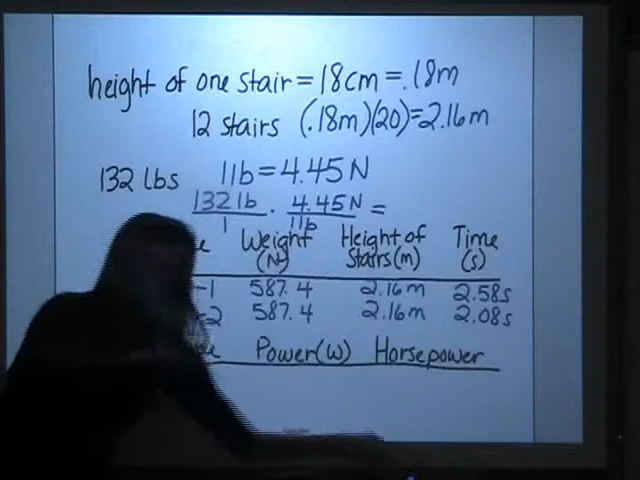 height of one stair = 18cm = .18m
12 stairs (.18m)(20) = 2.16m
132 lbs 1lb = 4.45N
132 lb / 1 · 4.45N / 1lb =
Weight (N) Height of Stairs (m) Time (s)
-1 587.4 2.16m 2.58s
-2 587.4 2.16m 2.08s
Power (W) Horsepower